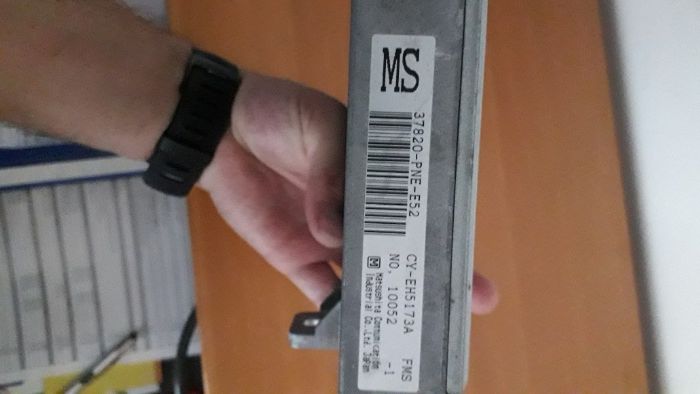 MS
37820-PNE-E52
CY-EH5173A FMS
NO, 10052 -1
M Matsushita Communication
Industrial Co.,Ltd. JaPan